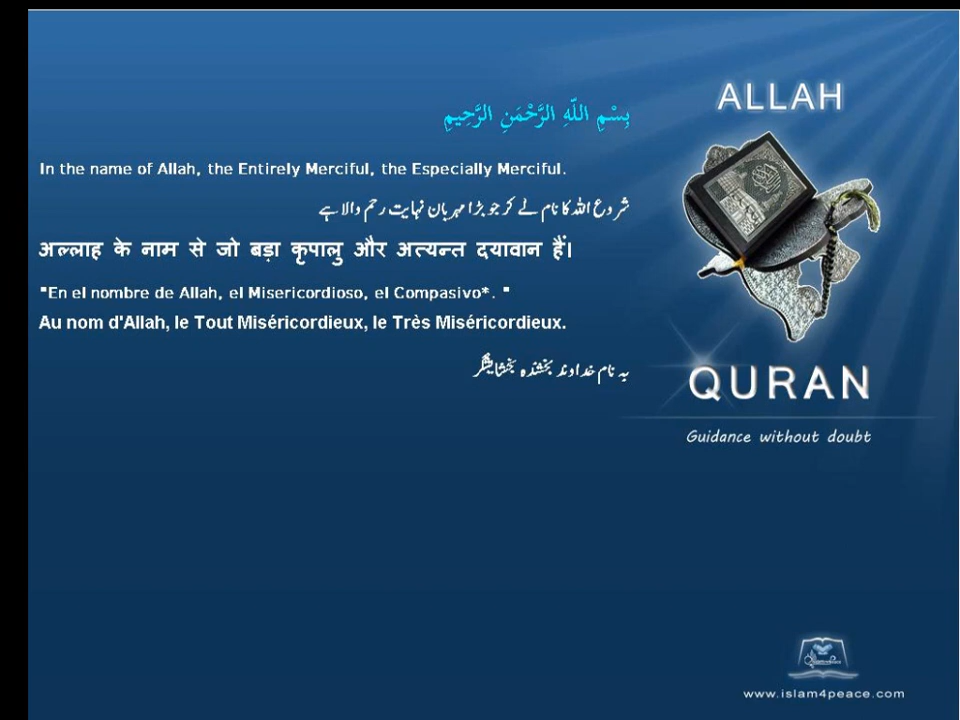 بِسْمِ اللّهِ الرَّحْمَنِ الرَّحِيمِ
In the name of Allah, the Entirely Merciful, the Especially Merciful.
شروع الله کا نام لے کر جو بڑا مہربان نہایت رحم والا ہے
अल्लाह के नाम से जो बड़ा कृपालु और अत्यन्त दयावान हैं।
"En el nombre de Allah, el Misericordioso, el Compasivo*. "
Au nom d'Allah, le Tout Miséricordieux, le Très Miséricordieux.
به نام خداوند بخشنده بخشایشگر
ALLAH
QURAN
Guidance without doubt
www.islam4peace.com